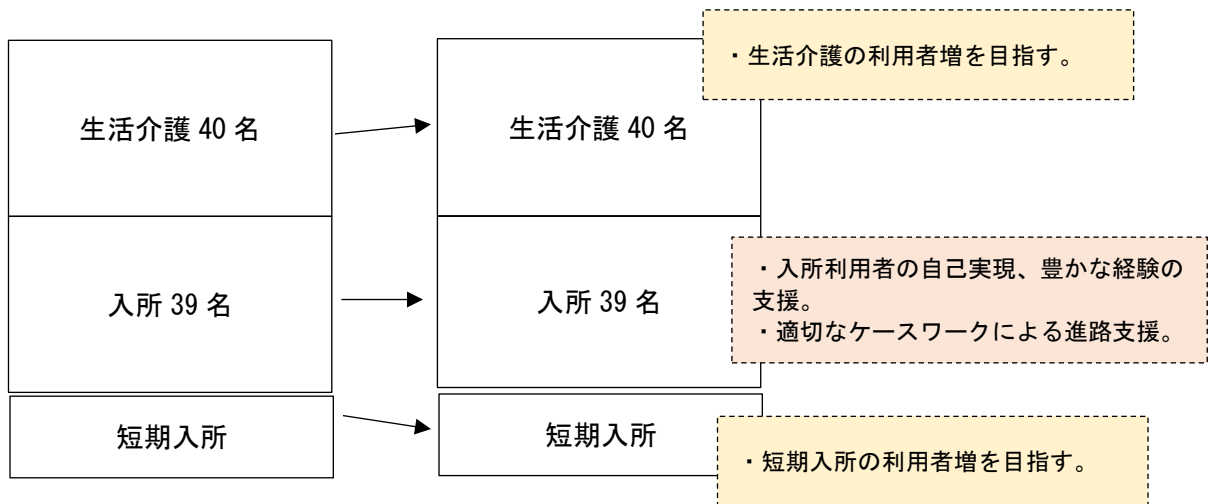 ・生活介護の利用者増を目指す。
生活介護 40 名
生活介護 40 名
入所 39 名
入所 39 名
・入所利用者の自己実現、豊かな経験の
支援。
・適切なケースワークによる進路支援。
短期入所
短期入所
・短期入所の利用者増を目指す。